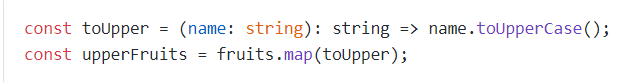 const toUpper = (name: string): string => name.toUpperCase();
const upperFruits = fruits.map(toUpper);